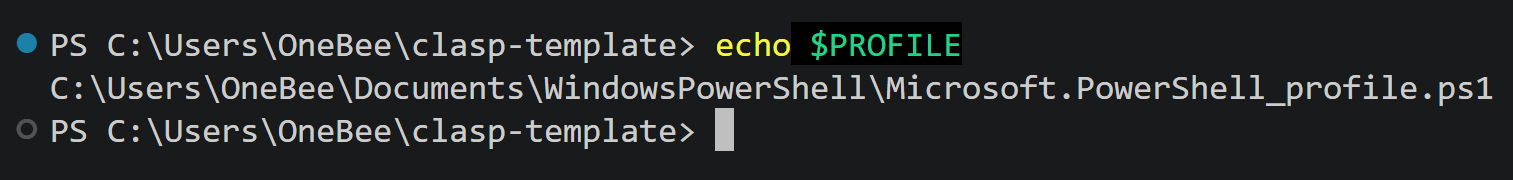 PS C:\Users\OneBee\clasp-template> echo $PROFILE
C:\Users\OneBee\Documents\WindowsPowerShell\Microsoft.PowerShell_profile.ps1
PS C:\Users\OneBee\clasp-template>